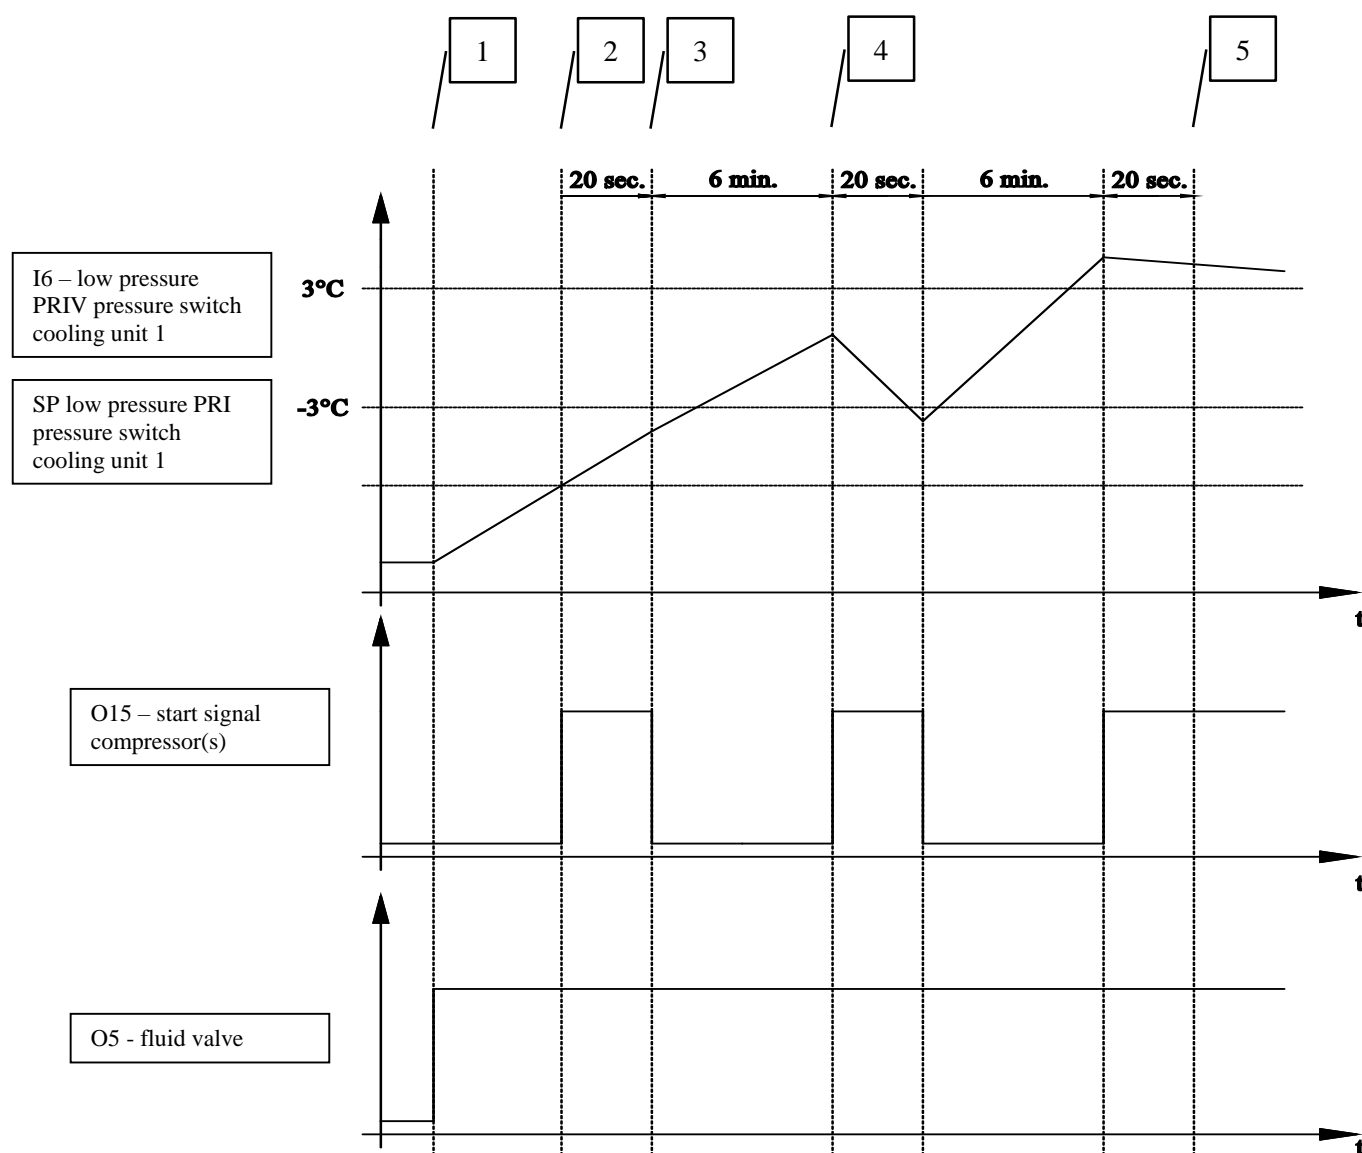 1
2
3
4
5
20 sec.
6 min.
20 sec.
6 min.
20 sec.
I6 – low pressure
PRIV pressure switch
cooling unit 1
3°C
SP low pressure PRI
pressure switch
cooling unit 1
-3°C
t
O15 – start signal
compressor(s)
t
O5 - fluid valve
t